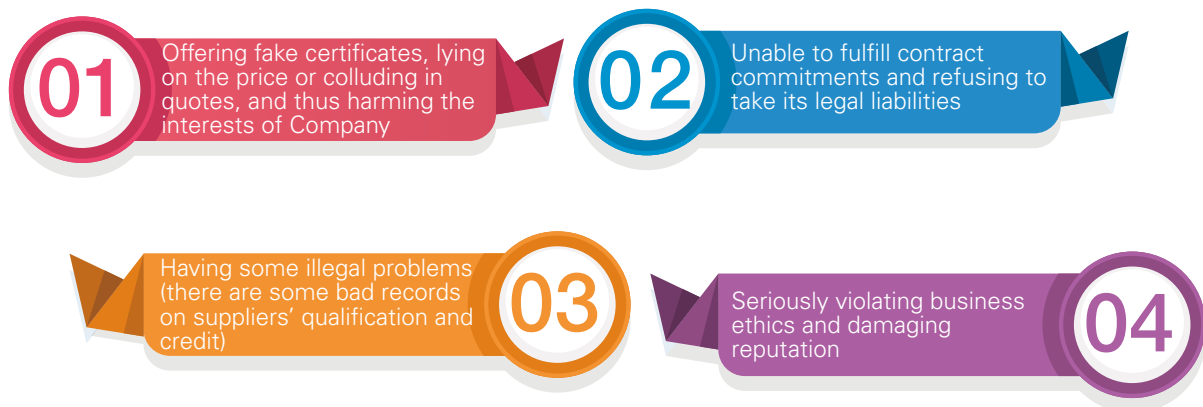 01
Offering fake certificates, lying
on the price or colluding in
quotes, and thus harming the
interests of Company
02
Unable to fulfill contract
commitments and refusing to
take its legal liabilities
Having some illegal problems
(there are some bad records
on suppliers’ qualification and
credit)
03
Seriously violating business
ethics and damaging
reputation
04